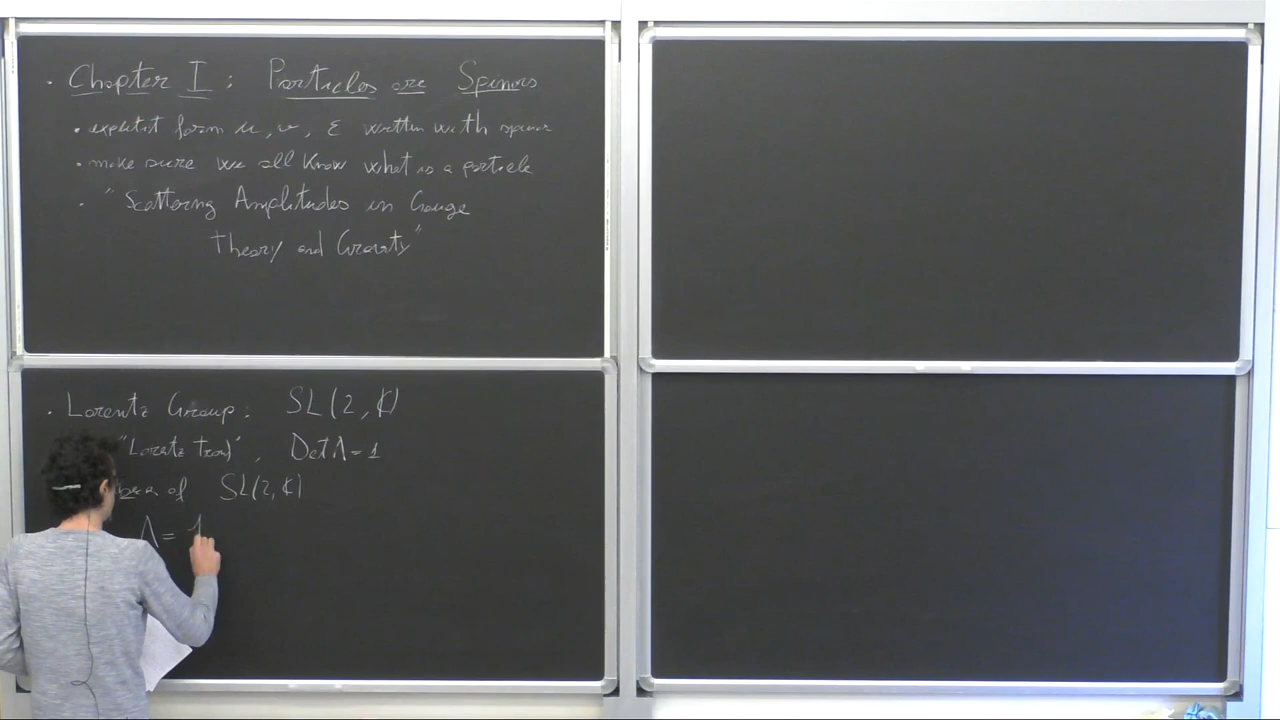 · Chapter I : Particles are Spinors
· explicit form u, v, ε written with spinor
· make sure we all know what is a particle
· "Scattering Amplitudes in Gauge
Theory and Gravity"
· Lorentz Group: SL(2, ℂ)
"Lorentz transf", Det Λ = 1
of SL(2, ℂ)
Λ = 1